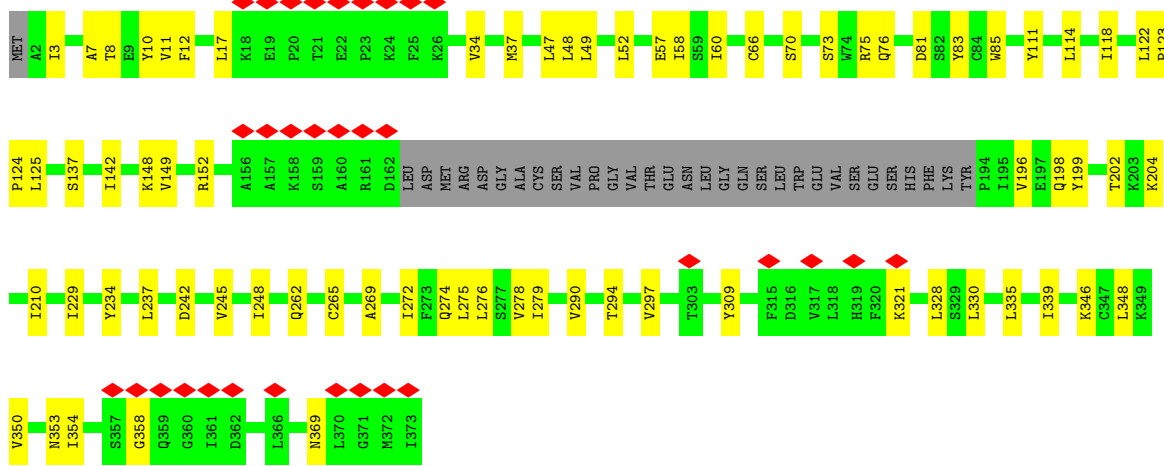 MET A2 I3 A7 T8 E9 Y10 V11 F12 L17 K18 E19 P20 T21 E22 P23 K24 F25 K26 V34 M37 L47 L48 L49 L52 E57 I58 S59 I60 C66 S70 S73 W74 R75 Q76 D81 S82 Y83 C84 W85 Y111 L114 I118 L122 P123
P124 L125 S137 I142 K148 V149 R152 A156 A157 K158 S159 A160 R161 D162 LEU ASP MET ARG ASP GLY ALA CYS SER VAL PRO GLY VAL THR GLU ASN LEU GLY GLN SER LEU TRP GLU VAL SER GLU SER HIS PHE LYS TYR P194 I195 V196 E197 Q198 Y199 T202 K203 K204
I210 I229 Y234 L237 D242 V245 I248 Q262 C265 A269 I272 F273 Q274 L275 L276 S277 V278 I279 V290 T294 V297 T303 Y309 F315 D316 V317 L318 H319 F320 K321 L328 S329 L330 L335 I339 K346 C347 L348 K349
V350 N353 I354 S357 G358 Q359 G360 I361 D362 L366 N369 L370 G371 M372 I373